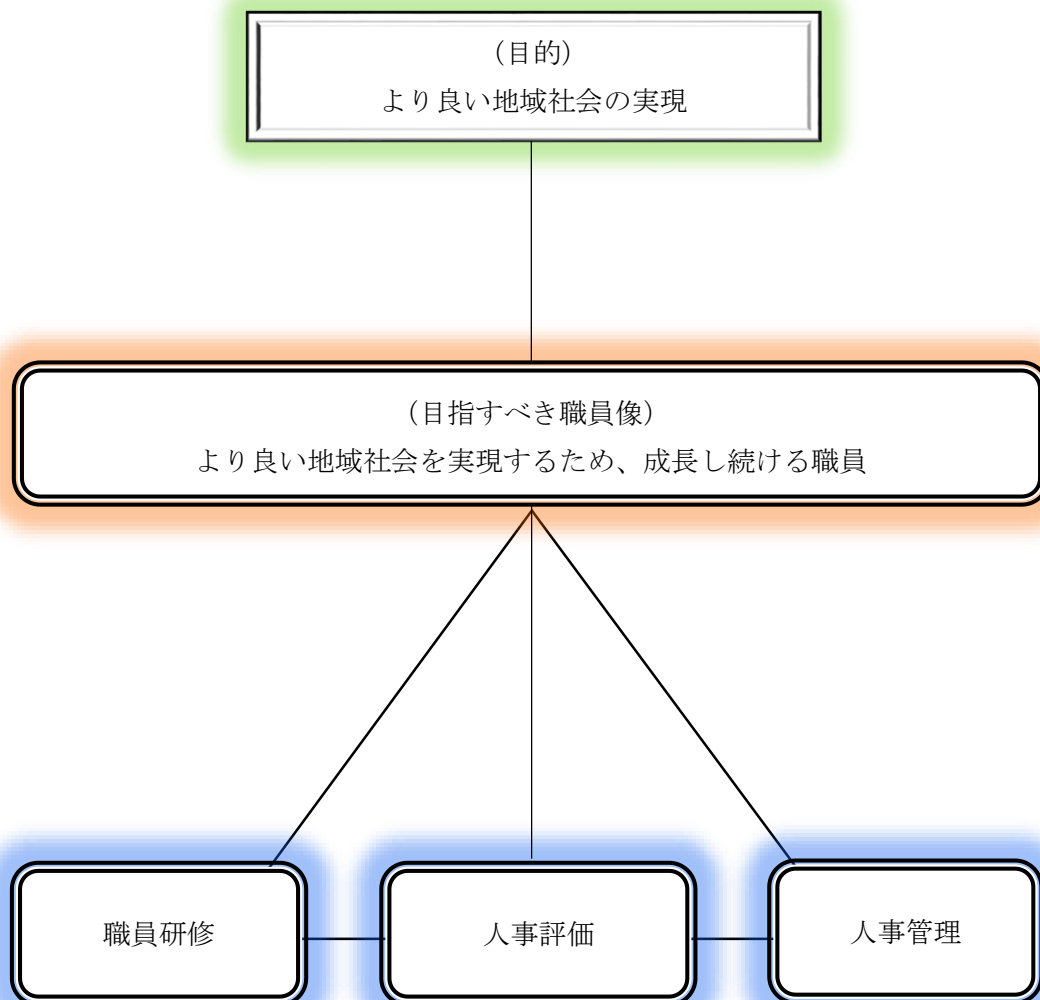 （目的）
より良い地域社会の実現
（目指すべき職員像）
より良い地域社会を実現するため、成長し続ける職員
職員研修
人事評価
人事管理